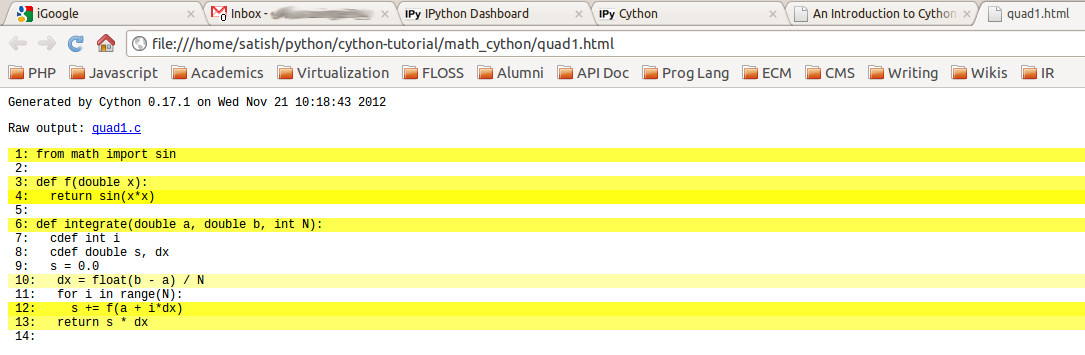 iGoogle × Inbox - × IPy IPython Dashboard × IPy Cython × An Introduction to Cython × quad1.html
file:///home/satish/python/cython-tutorial/math_cython/quad1.html
PHP Javascript Academics Virtualization FLOSS Alumni API Doc Prog Lang ECM CMS Writing Wikis IR
Generated by Cython 0.17.1 on Wed Nov 21 10:18:43 2012
Raw output: quad1.c
1: from math import sin
2:
3: def f(double x):
4:   return sin(x*x)
5:
6: def integrate(double a, double b, int N):
7:   cdef int i
8:   cdef double s, dx
9:   s = 0.0
10:   dx = float(b - a) / N
11:   for i in range(N):
12:     s += f(a + i*dx)
13:   return s * dx
14: